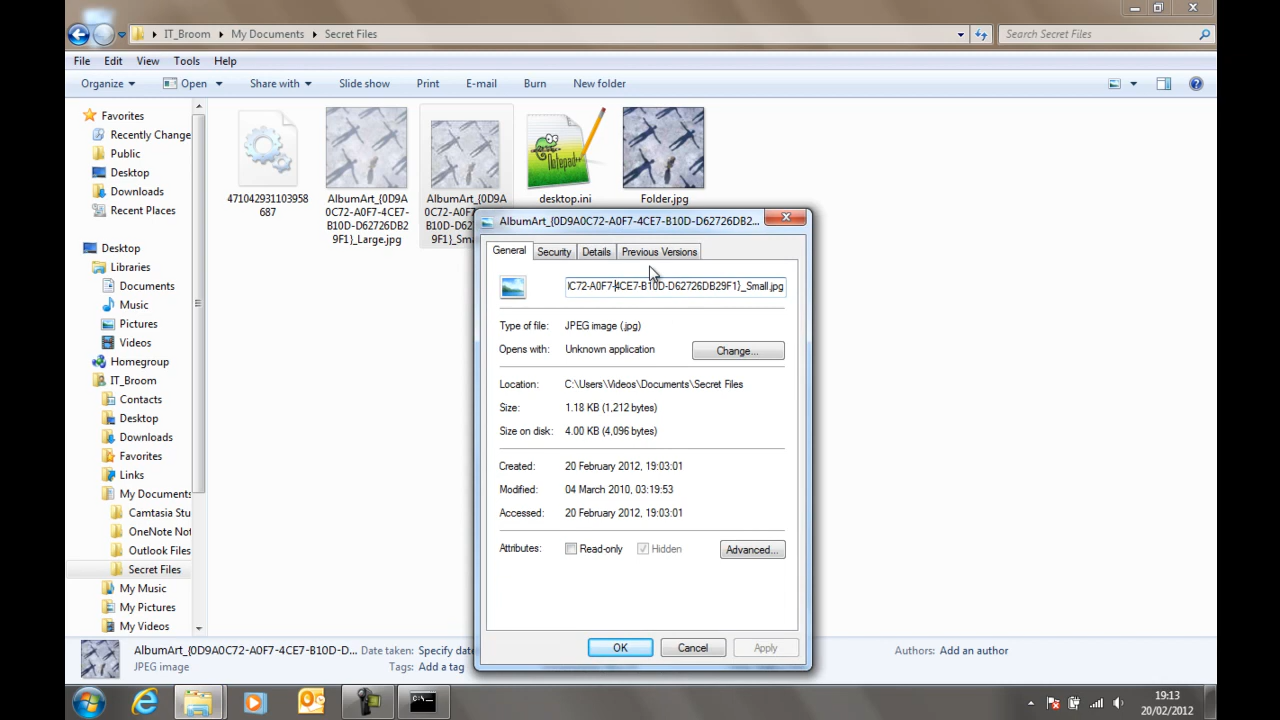 IT_Broom
My Documents
Secret Files
Search Secret Files
File Edit View Tools Help
Organize Open Share with Slide show Print E-mail Burn New folder
Favorites
Recently Change
Public
Desktop
Downloads
Recent Places
Desktop
Libraries
Documents
Music
Pictures
Videos
Homegroup
IT_Broom
Contacts
Desktop
Downloads
Favorites
Links
My Documents
Camtasia Stu
OneNote Not
Outlook Files
Secret Files
My Music
My Pictures
My Videos
471042931103958
687
AlbumArt_{0D9A
0C72-A0F7-4CE7-
B10D-D62726DB2
9F1}_Large.jpg
AlbumArt_{0D9A
Notepad++
desktop.ini
Folder.jpg
AlbumArt_{0D9A0C72-A0F7-4CE7-B10D-D62726DB2...
General Security Details Previous Versions
0C72-A0F7-4CE7-B10D-D62726DB29F1}_Small.jpg
Type of file: JPEG image (.jpg)
Opens with: Unknown application Change...
Location: C:\Users\Videos\Documents\Secret Files
Size: 1.18 KB (1,212 bytes)
Size on disk: 4.00 KB (4,096 bytes)
Created: 20 February 2012, 19:03:01
Modified: 04 March 2010, 03:19:53
Accessed: 20 February 2012, 19:03:01
Attributes: Read-only Hidden Advanced...
OK Cancel Apply
AlbumArt_{0D9A0C72-A0F7-4CE7-B10D-D... Date taken: Specify date
Authors: Add an author
JPEG image Tags: Add a tag
19:13
20/02/2012